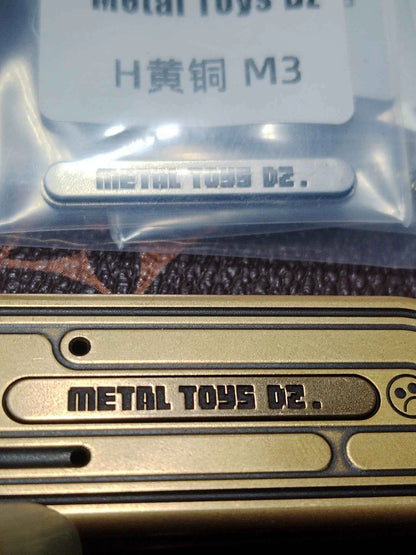 Metal Toys Dz
H黄铜 M3
METAL TOYS DZ.
METAL TOYS DZ.